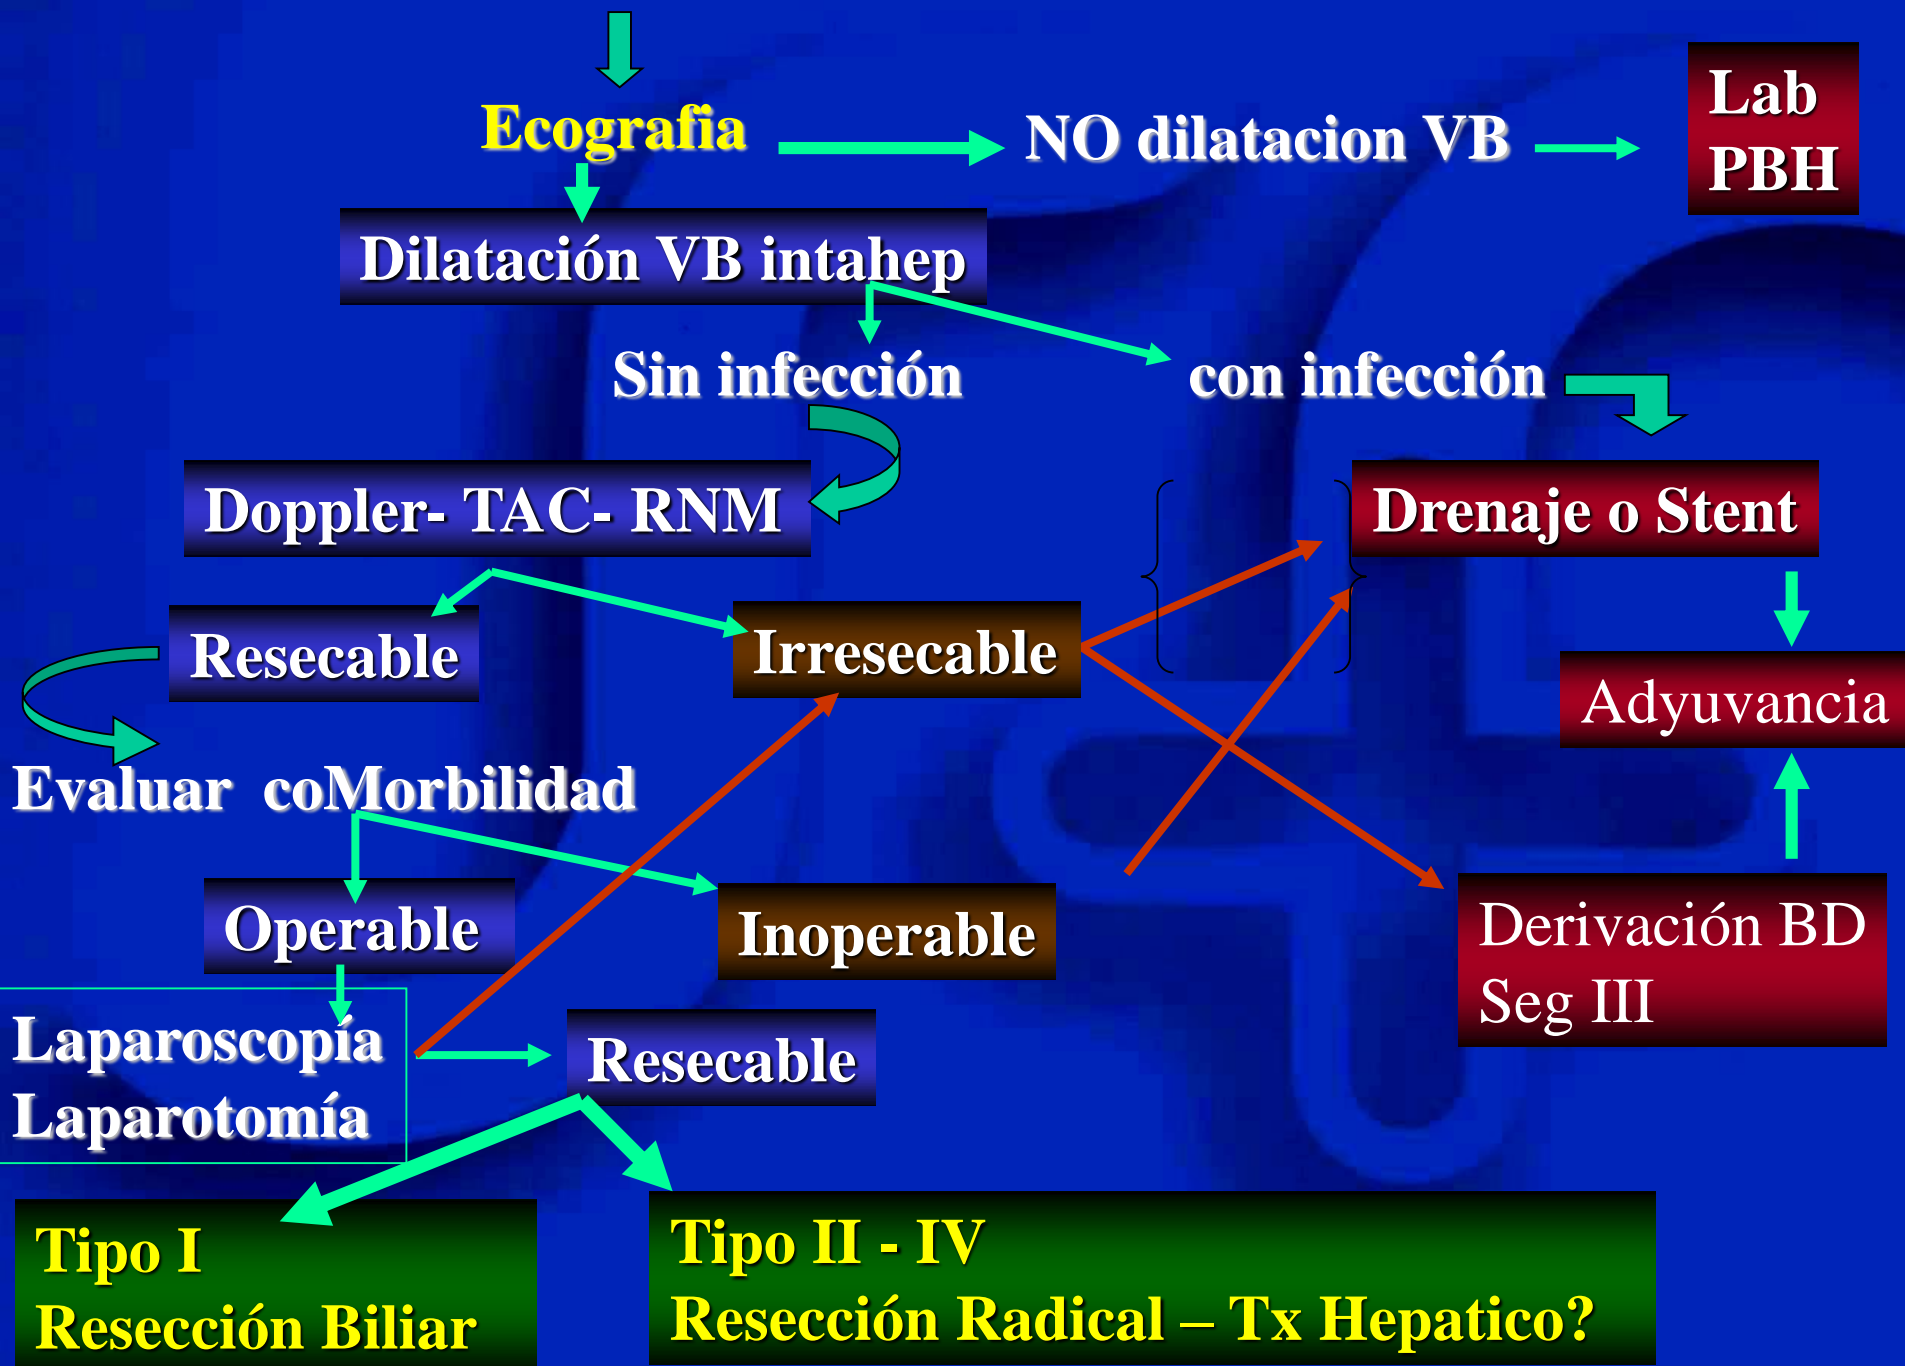 Ecografia
NO dilatacion VB
Lab
PBH
Dilatación VB intahep
Sin infección
con infección
Doppler- TAC- RNM
Drenaje o Stent
Resecable
Irresecable
Adyuvancia
Evaluar coMorbilidad
Operable
Inoperable
Derivación BD
Seg III
Laparoscopía
Laparotomía
Resecable
Tipo I
Resección Biliar
Tipo II - IV
Resección Radical – Tx Hepatico?